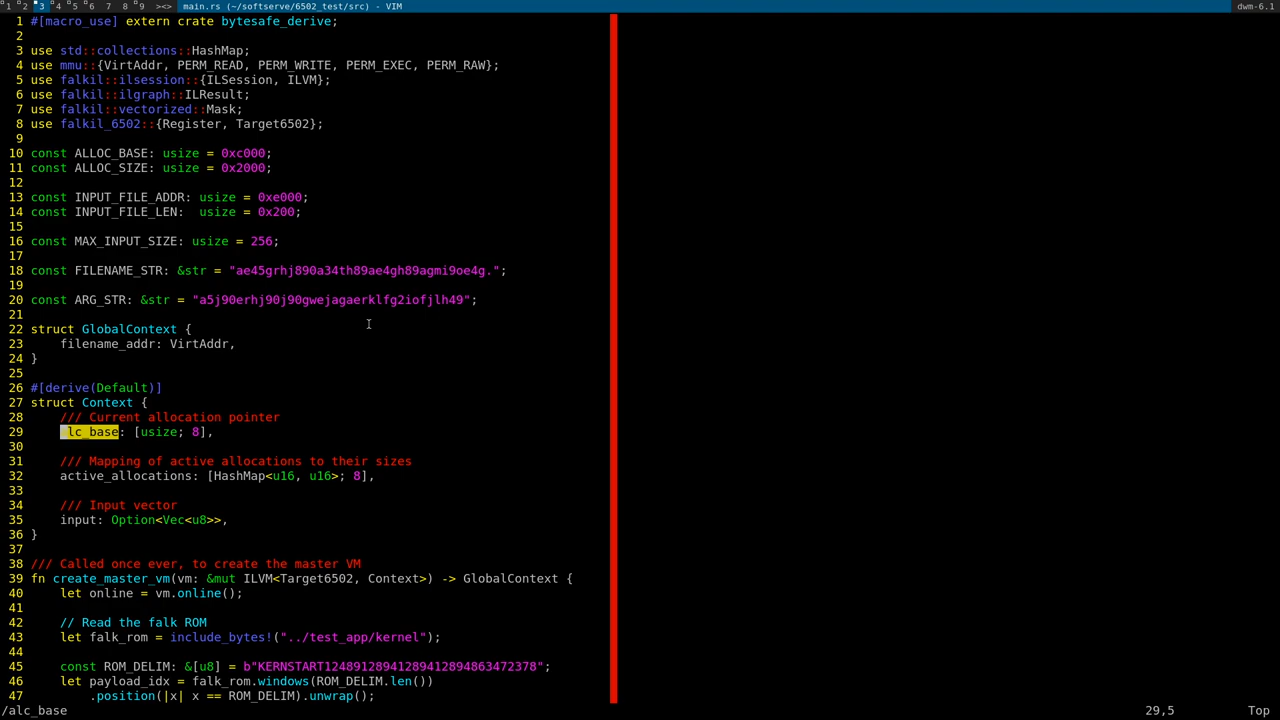 1 2 3 4 5 6 7 8 9 ><> main.rs (~/softserve/6502_test/src) - VIM dwm-6.1
1 #[macro_use] extern crate bytesafe_derive;
2
3 use std::collections::HashMap;
4 use mmu::{VirtAddr, PERM_READ, PERM_WRITE, PERM_EXEC, PERM_RAW};
5 use falkil::ilsession::{ILSession, ILVM};
6 use falkil::ilgraph::ILResult;
7 use falkil::vectorized::Mask;
8 use falkil_6502::{Register, Target6502};
9
10 const ALLOC_BASE: usize = 0xc000;
11 const ALLOC_SIZE: usize = 0x2000;
12
13 const INPUT_FILE_ADDR: usize = 0xe000;
14 const INPUT_FILE_LEN:  usize = 0x200;
15
16 const MAX_INPUT_SIZE: usize = 256;
17
18 const FILENAME_STR: &str = "ae45grhj890a34th89ae4gh89agmi9oe4g.";
19
20 const ARG_STR: &str = "a5j90erhj90j90gwejagaerklfg2iofjlh49";
21
22 struct GlobalContext {
23     filename_addr: VirtAddr,
24 }
25
26 #[derive(Default)]
27 struct Context {
28     /// Current allocation pointer
29     alc_base: [usize; 8],
30
31     /// Mapping of active allocations to their sizes
32     active_allocations: [HashMap<u16, u16>; 8],
33
34     /// Input vector
35     input: Option<Vec<u8>>,
36 }
37
38 /// Called once ever, to create the master VM
39 fn create_master_vm(vm: &mut ILVM<Target6502, Context>) -> GlobalContext {
40     let online = vm.online();
41
42     // Read the falk ROM
43     let falk_rom = include_bytes!("../test_app/kernel");
44
45     const ROM_DELIM: &[u8] = b"KERNSTART12489128941289412894863472378";
46     let payload_idx = falk_rom.windows(ROM_DELIM.len())
47         .position(|x| x == ROM_DELIM).unwrap();
/alc_base 29,5 Top